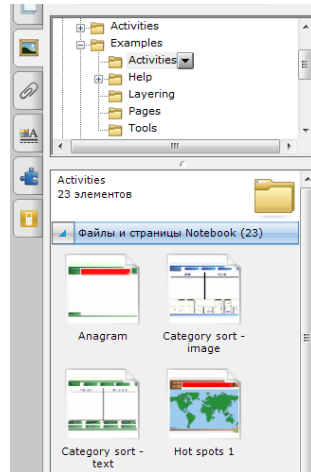 Activities
Examples
Activities
Help
Layering
Pages
Tools
Activities
23 элементов
Файлы и страницы Notebook (23)
Anagram
Category sort -
image
Category sort -
text
Hot spots 1